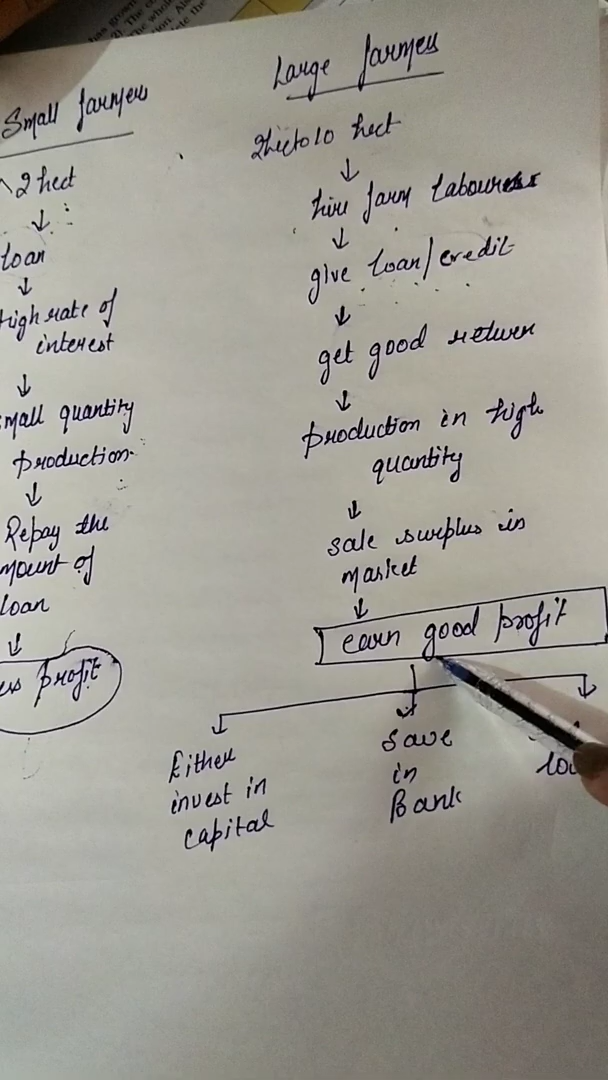 Small farmers
2 hect
loan
High rate of
interest
small quantity
production
Repay the
amount of
loan
less profit
Large farmers
2hect to 10 hect
hire farm labourers
give loan/credit
get good return
production in high
quantity
sale surplus in
market
earn good profit
Either
invest in
capital
Save
in
Bank